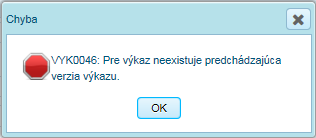 Chyba
VYK0046: Pre výkaz neexistuje predchádzajúca
verzia výkazu.
OK